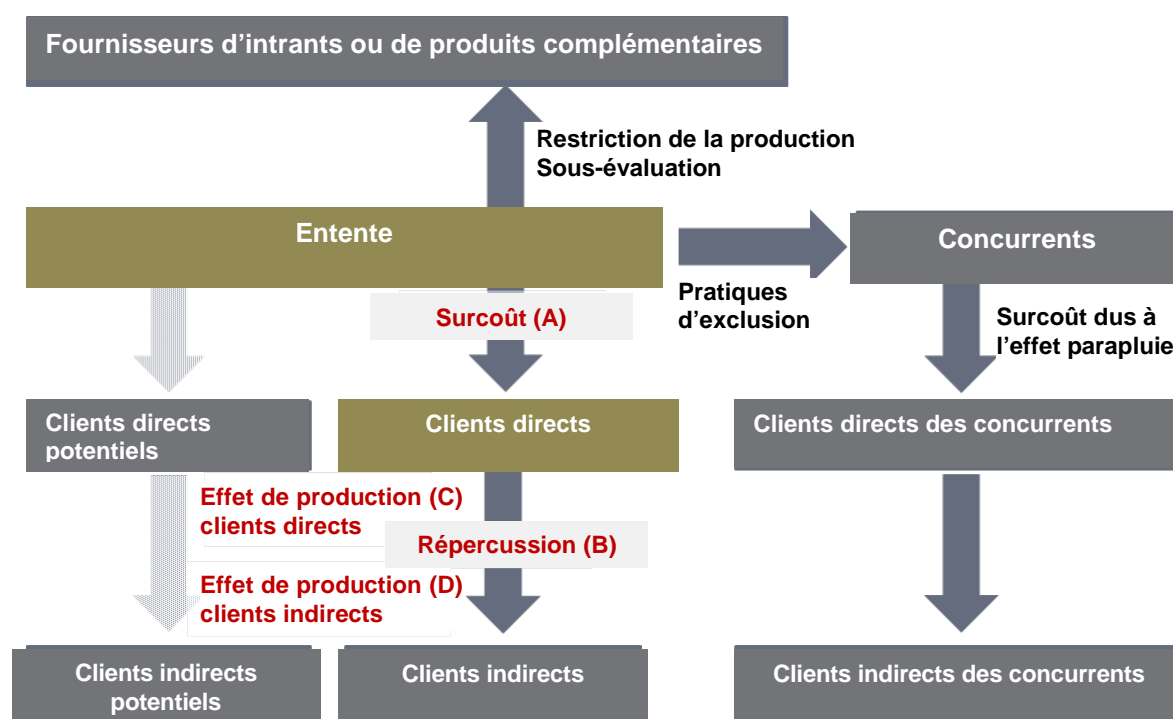 Fournisseurs d’intrants ou de produits complémentaires
Restriction de la production
Sous-évaluation
Entente
Concurrents
Pratiques
d’exclusion
Surcoût (A)
Surcoût dus à
l’effet parapluie
Clients directs
potentiels
Clients directs
Clients directs des concurrents
Effet de production (C)
clients directs
Répercussion (B)
Effet de production (D)
clients indirects
Clients indirects
potentiels
Clients indirects
Clients indirects des concurrents